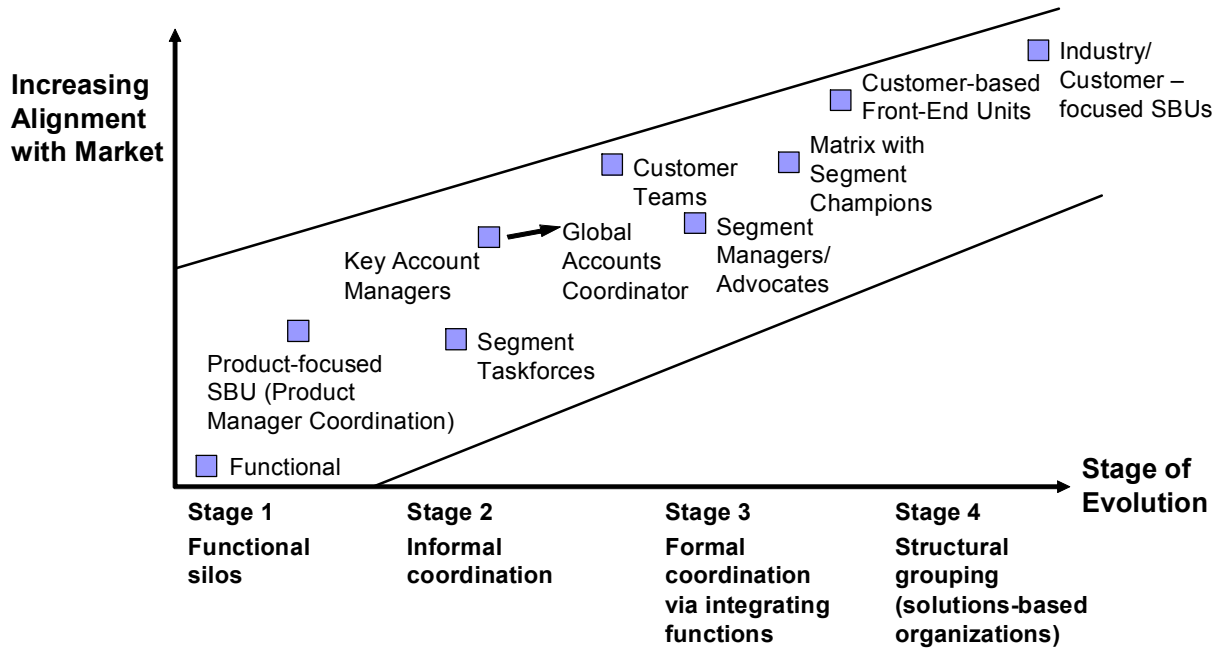 Increasing
Alignment
with Market
Industry/
Customer –
focused SBUs
Customer-based
Front-End Units
Matrix with
Segment
Champions
Customer
Teams
Segment
Managers/
Advocates
Global
Accounts
Coordinator
Key Account
Managers
Segment
Taskforces
Product-focused
SBU (Product
Manager Coordination)
Functional
Stage of
Evolution
Stage 1
Functional
silos
Stage 2
Informal
coordination
Stage 3
Formal
coordination
via integrating
functions
Stage 4
Structural
grouping
(solutions-based
organizations)